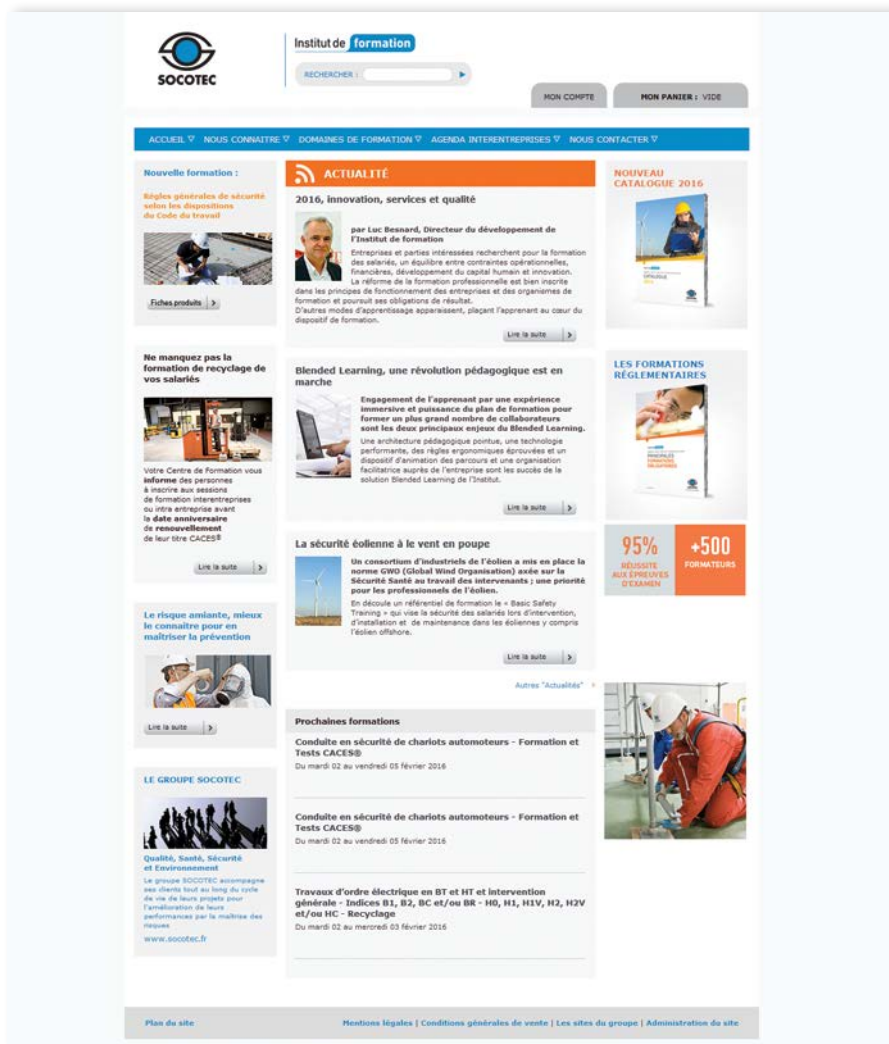 SOCOTEC
Institut de formation
RECHERCHER :
MON COMPTE
MON PANIER : VIDE
ACCUEIL
NOUS CONNAITRE
DOMAINES DE FORMATION
AGENDA INTERENTREPRISES
NOUS CONTACTER
Nouvelle formation :
Règles générales de sécurité
selon les dispositions
du Code du travail
Fiches produits
Ne manquez pas la
formation de recyclage de
vos salariés
Votre Centre de Formation vous
informe des personnes
à inscrire aux sessions
de formation interentreprises
ou intra entreprise avant
la date anniversaire
de renouvellement
de leur titre CACES®
Lire la suite
Le risque amiante, mieux
le connaître pour en
maîtriser la prévention
Lire la suite
LE GROUPE SOCOTEC
Qualité, Santé, Sécurité
et Environnement
Le groupe SOCOTEC accompagne
ses clients tout au long du cycle
de vie de leurs projets pour
l'amélioration de leurs
performances par la maîtrise des
risques
www.socotec.fr
ACTUALITÉ
2016, innovation, services et qualité
par Luc Besnard, Directeur du développement de
l'Institut de formation
Entreprises et parties intéressées recherchent pour la formation
des salariés, un équilibre entre contraintes opérationnelles,
financières, développement du capital humain et innovation.
La réforme de la formation professionnelle est bien inscrite
dans les principes de fonctionnement des entreprises et des organismes de
formation et poursuit ses obligations de résultat.
D'autres modes d'apprentissage apparaissent, plaçant l'apprenant au cœur du
dispositif de formation.
Lire la suite
Blended Learning, une révolution pédagogique est en
marche
Engagement de l'apprenant par une expérience
immersive et puissance du plan de formation pour
former un plus grand nombre de collaborateurs
sont les deux principaux enjeux du Blended Learning.
Une architecture pédagogique pointue, une technologie
performante, des règles ergonomiques éprouvées et un
dispositif d'animation des parcours et une organisation
facilitatrice auprès de l'entreprise sont les succès de la
solution Blended Learning de l'Institut.
Lire la suite
La sécurité éolienne à le vent en poupe
Un consortium d'industriels de l'éolien a mis en place la
norme GWO (Global Wind Organisation) axée sur la
Sécurité Santé au travail des intervenants ; une priorité
pour les professionnels de l'éolien.
En découle un référentiel de formation le « Basic Safety
Training » qui vise la sécurité des salariés lors d'intervention,
d'installation et de maintenance dans les éoliennes y compris
l'éolien offshore.
Lire la suite
Autres "Actualités"
Prochaines formations
Conduite en sécurité de chariots automoteurs - Formation et
Tests CACES®
Du mardi 02 au vendredi 05 février 2016
Conduite en sécurité de chariots automoteurs - Formation et
Tests CACES®
Du mardi 02 au vendredi 05 février 2016
Travaux d'ordre électrique en BT et HT et intervention
générale - Indices B1, B2, BC et/ou BR - H0, H1, H1V, H2, H2V
et/ou HC - Recyclage
Du mardi 02 au mercredi 03 février 2016
NOUVEAU
CATALOGUE 2016
CATALOGUE
2016
LES FORMATIONS
RÉGLEMENTAIRES
PRINCIPALES
FORMATIONS
OBLIGATOIRES
95%
RÉUSSITE
AUX ÉPREUVES
D'EXAMEN
+500
FORMATEURS
Plan du site
Mentions légales | Conditions générales de vente | Les sites du groupe | Administration du site